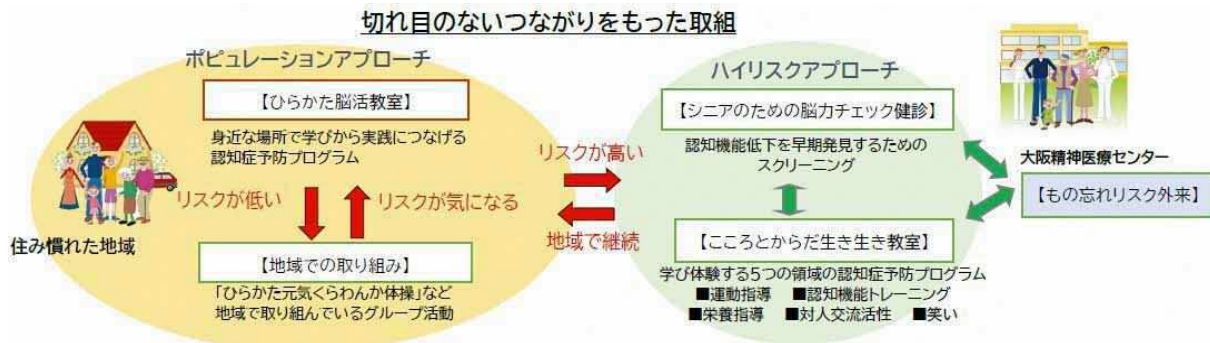 切れ目のないつながりをもった取組
ポピュレーションアプローチ
【ひらかた脳活教室】
身近な場所で学びから実践につなげる
認知症予防プログラム
リスクが低い
リスクが気になる
住み慣れた地域
【地域での取り組み】
「ひらかた元気くらわんか体操」など
地域で取り組んでいるグループ活動
リスクが高い
地域で継続
ハイリスクアプローチ
【シニアのための脳力チェック健診】
認知機能低下を早期発見するための
スクリーニング
【こころとからだ生き生き教室】
学び体験する5つの領域の認知症予防プログラム
■運動指導 ■認知機能トレーニング
■栄養指導 ■対人交流活性 ■笑い
大阪精神医療センター
【もの忘れリスク外来】